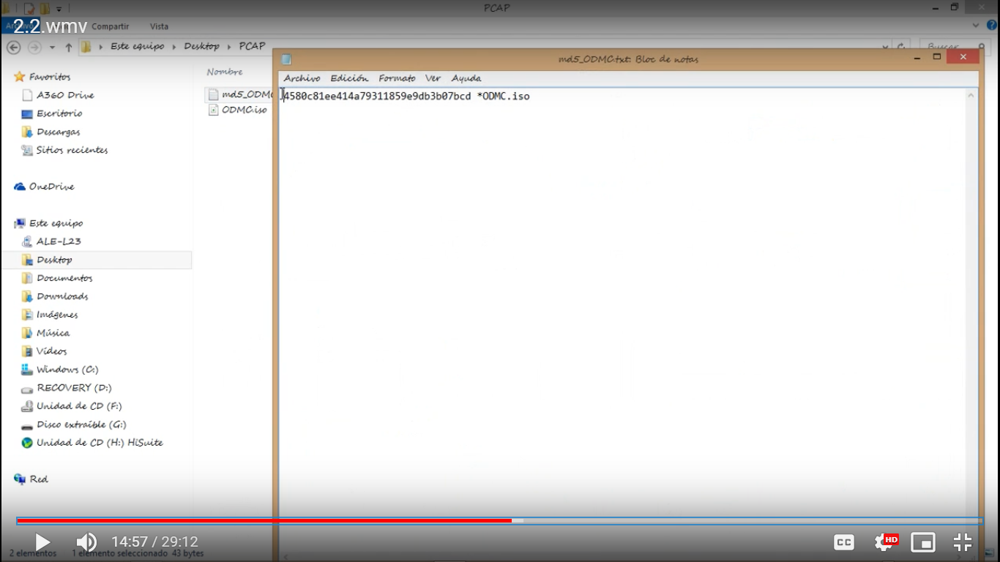 PCAP
2.2.wmv
Compartir
Vista
Este equipo
Desktop
PCAP
Nombre
md5_ODMC
ODMC.iso
Favoritos
A360 Drive
Escritorio
Descargas
Sitios recientes
OneDrive
Este equipo
ALE-L23
Desktop
Documentos
Downloads
Imágenes
Música
Vídeos
Windows (C:)
RECOVERY (D:)
Unidad de CD (F:)
Disco extraíble (G:)
Unidad de CD (H:) HiSuite
Red
md5_ODMC.txt: Bloc de notas
Archivo Edición Formato Ver Ayuda
4580c81ee414a79311859e9db3b07bcd *ODMC.iso
14:57 / 29:12
CC
HD
2 elementos 1 elemento seleccionado 43 bytes